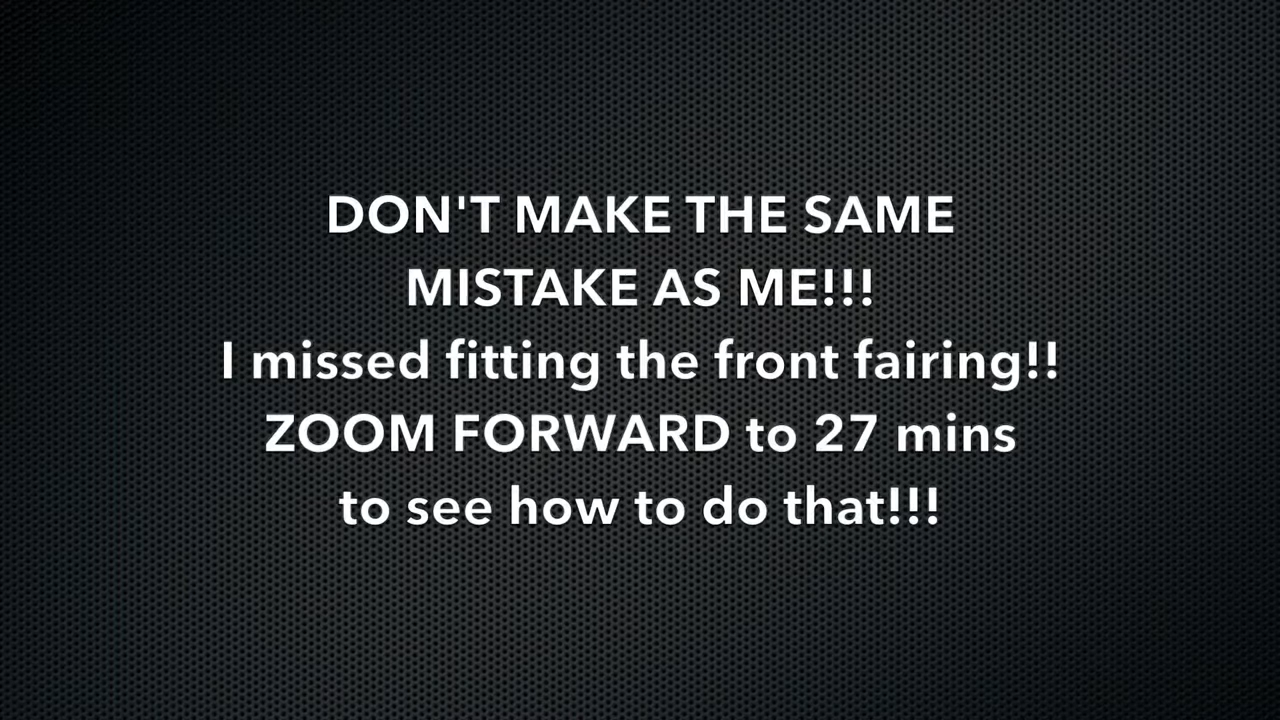 DON'T MAKE THE SAME
MISTAKE AS ME!!!
I missed fitting the front fairing!!
ZOOM FORWARD to 27 mins
to see how to do that!!!